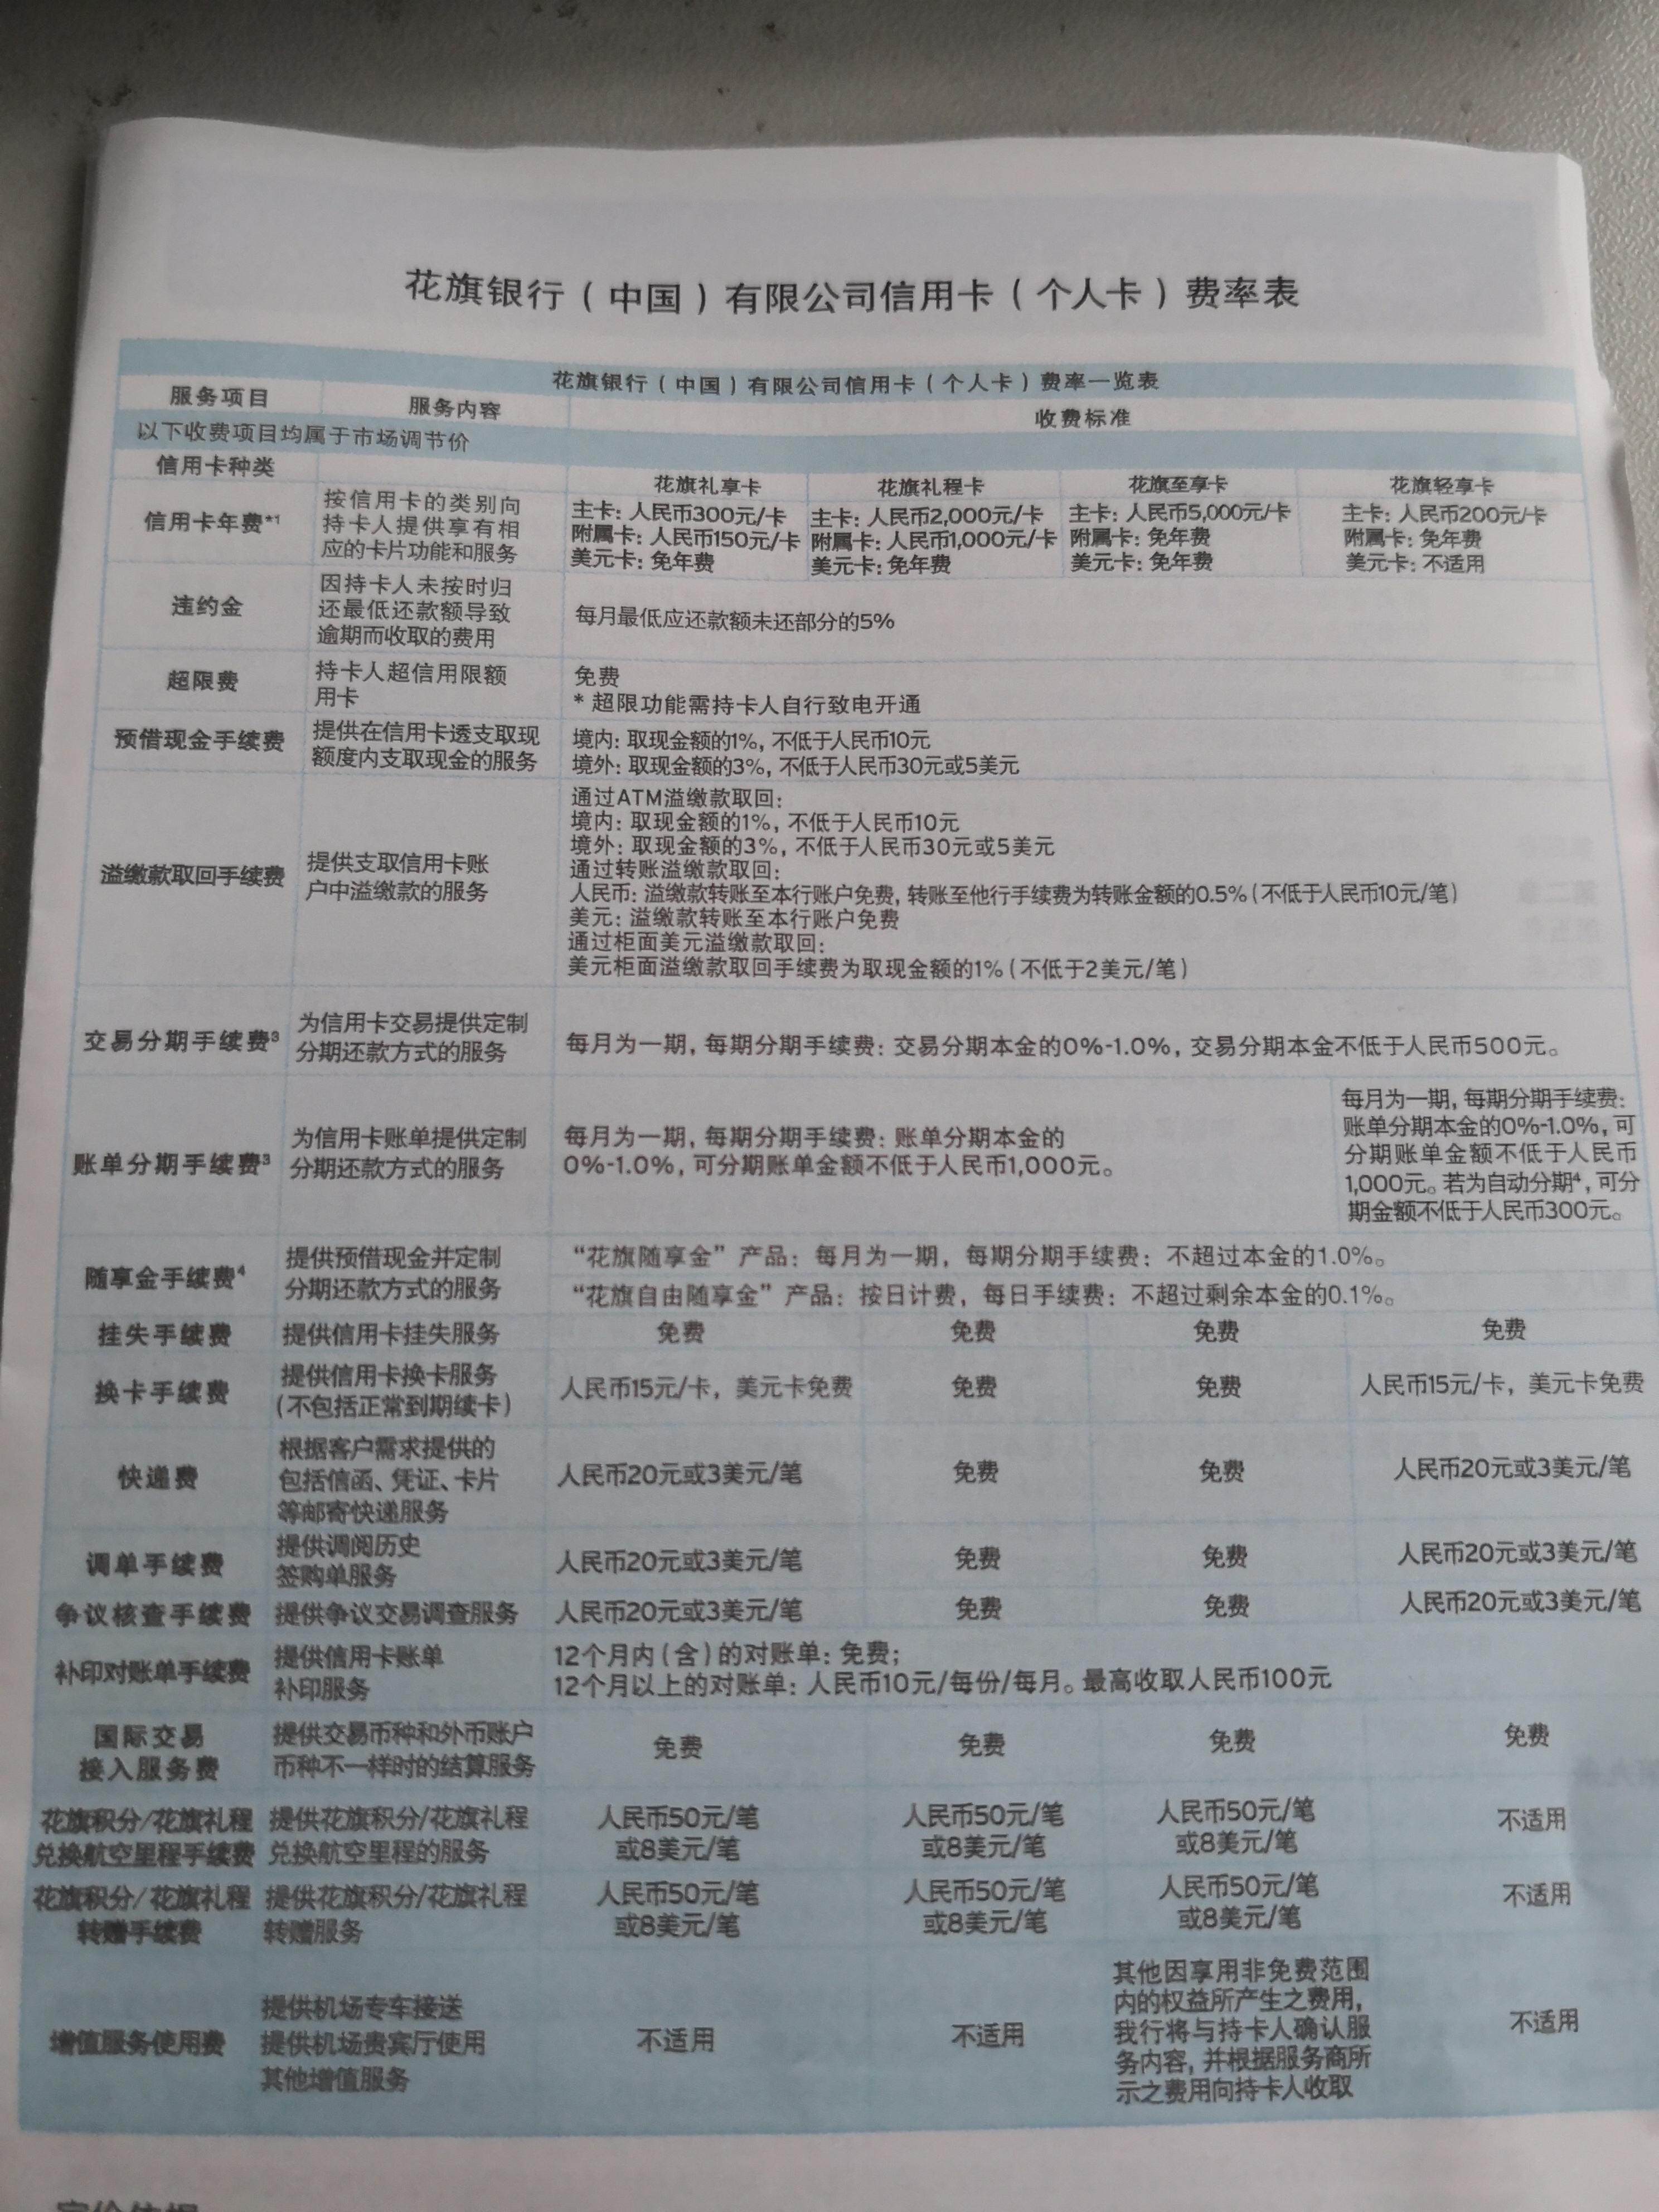 花旗银行（中国）有限公司信用卡（个人卡）费率表
花旗银行（中国）有限公司信用卡（个人卡）费率一览表
服务项目 服务内容 收费标准
以下收费项目均属于市场调节价
信用卡种类 花旗礼享卡 花旗礼程卡 花旗至享卡 花旗轻享卡
信用卡年费*¹
按信用卡的类别向
持卡人提供享有相
应的卡片功能和服务
主卡：人民币300元/卡
附属卡：人民币150元/卡
美元卡：免年费
主卡：人民币2,000元/卡
附属卡：人民币1,000元/卡
美元卡：免年费
主卡：人民币5,000元/卡
附属卡：免年费
美元卡：免年费
主卡：人民币200元/卡
附属卡：免年费
美元卡：不适用
违约金
因持卡人未按时归
还最低还款额导致
逾期而收取的费用
每月最低应还款额未还部分的5%
超限费
持卡人超信用限额
用卡
免费
* 超限功能需持卡人自行致电开通
预借现金手续费
提供在信用卡透支取现
额度内支取现金的服务
境内：取现金额的1%，不低于人民币10元
境外：取现金额的3%，不低于人民币30元或5美元
溢缴款取回手续费
提供支取信用卡账
户中溢缴款的服务
通过ATM溢缴款取回：
境内：取现金额的1%，不低于人民币10元
境外：取现金额的3%，不低于人民币30元或5美元
通过转账溢缴款取回：
人民币：溢缴款转账至本行账户免费，转账至他行手续费为转账金额的0.5%（不低于人民币10元/笔）
美元：溢缴款转账至本行账户免费
通过柜面美元溢缴款取回：
美元柜面溢缴款取回手续费为取现金额的1%（不低于2美元/笔）
交易分期手续费³
为信用卡交易提供定制
分期还款方式的服务
每月为一期，每期分期手续费：交易分期本金的0%-1.0%，交易分期本金不低于人民币500元。
账单分期手续费³
为信用卡账单提供定制
分期还款方式的服务
每月为一期，每期分期手续费：账单分期本金的
0%-1.0%，可分期账单金额不低于人民币1,000元。
每月为一期，每期分期手续费：
账单分期本金的0%-1.0%，可
分期账单金额不低于人民币
1,000元。若为自动分期⁴，可分
期金额不低于人民币300元。
随享金手续费⁴
提供预借现金并定制
分期还款方式的服务
“花旗随享金”产品：每月为一期，每期分期手续费：不超过本金的1.0%。
“花旗自由随享金”产品：按日计费，每日手续费：不超过剩余本金的0.1%。
挂失手续费 提供信用卡挂失服务 免费 免费 免费 免费
换卡手续费
提供信用卡换卡服务
（不包括正常到期续卡）
人民币15元/卡，美元卡免费 免费 免费 人民币15元/卡，美元卡免费
快递费
根据客户需求提供的
包括信函、凭证、卡片
等邮寄快递服务
人民币20元或3美元/笔 免费 免费 人民币20元或3美元/笔
调单手续费
提供调阅历史
签购单服务
人民币20元或3美元/笔 免费 免费 人民币20元或3美元/笔
争议核查手续费 提供争议交易调查服务 人民币20元或3美元/笔 免费 免费 人民币20元或3美元/笔
补印对账单手续费
提供信用卡账单
补印服务
12个月内（含）的对账单：免费；
12个月以上的对账单：人民币10元/每份/每月。最高收取人民币100元
国际交易
接入服务费
提供交易币种和外币账户
币种不一样时的结算服务
免费 免费 免费 免费
花旗积分/花旗礼程
兑换航空里程手续费
提供花旗积分/花旗礼程
兑换航空里程的服务
人民币50元/笔
或8美元/笔
人民币50元/笔
或8美元/笔
人民币50元/笔
或8美元/笔
不适用
花旗积分/花旗礼程
转赠手续费
提供花旗积分/花旗礼程
转赠服务
人民币50元/笔
或8美元/笔
人民币50元/笔
或8美元/笔
人民币50元/笔
或8美元/笔
不适用
增值服务使用费
提供机场专车接送
提供机场贵宾厅使用
其他增值服务
不适用
不适用
其他因享用非免费范围
内的权益所产生之费用，
我行将与持卡人确认服
务内容，并根据服务商所
示之费用向持卡人收取
不适用